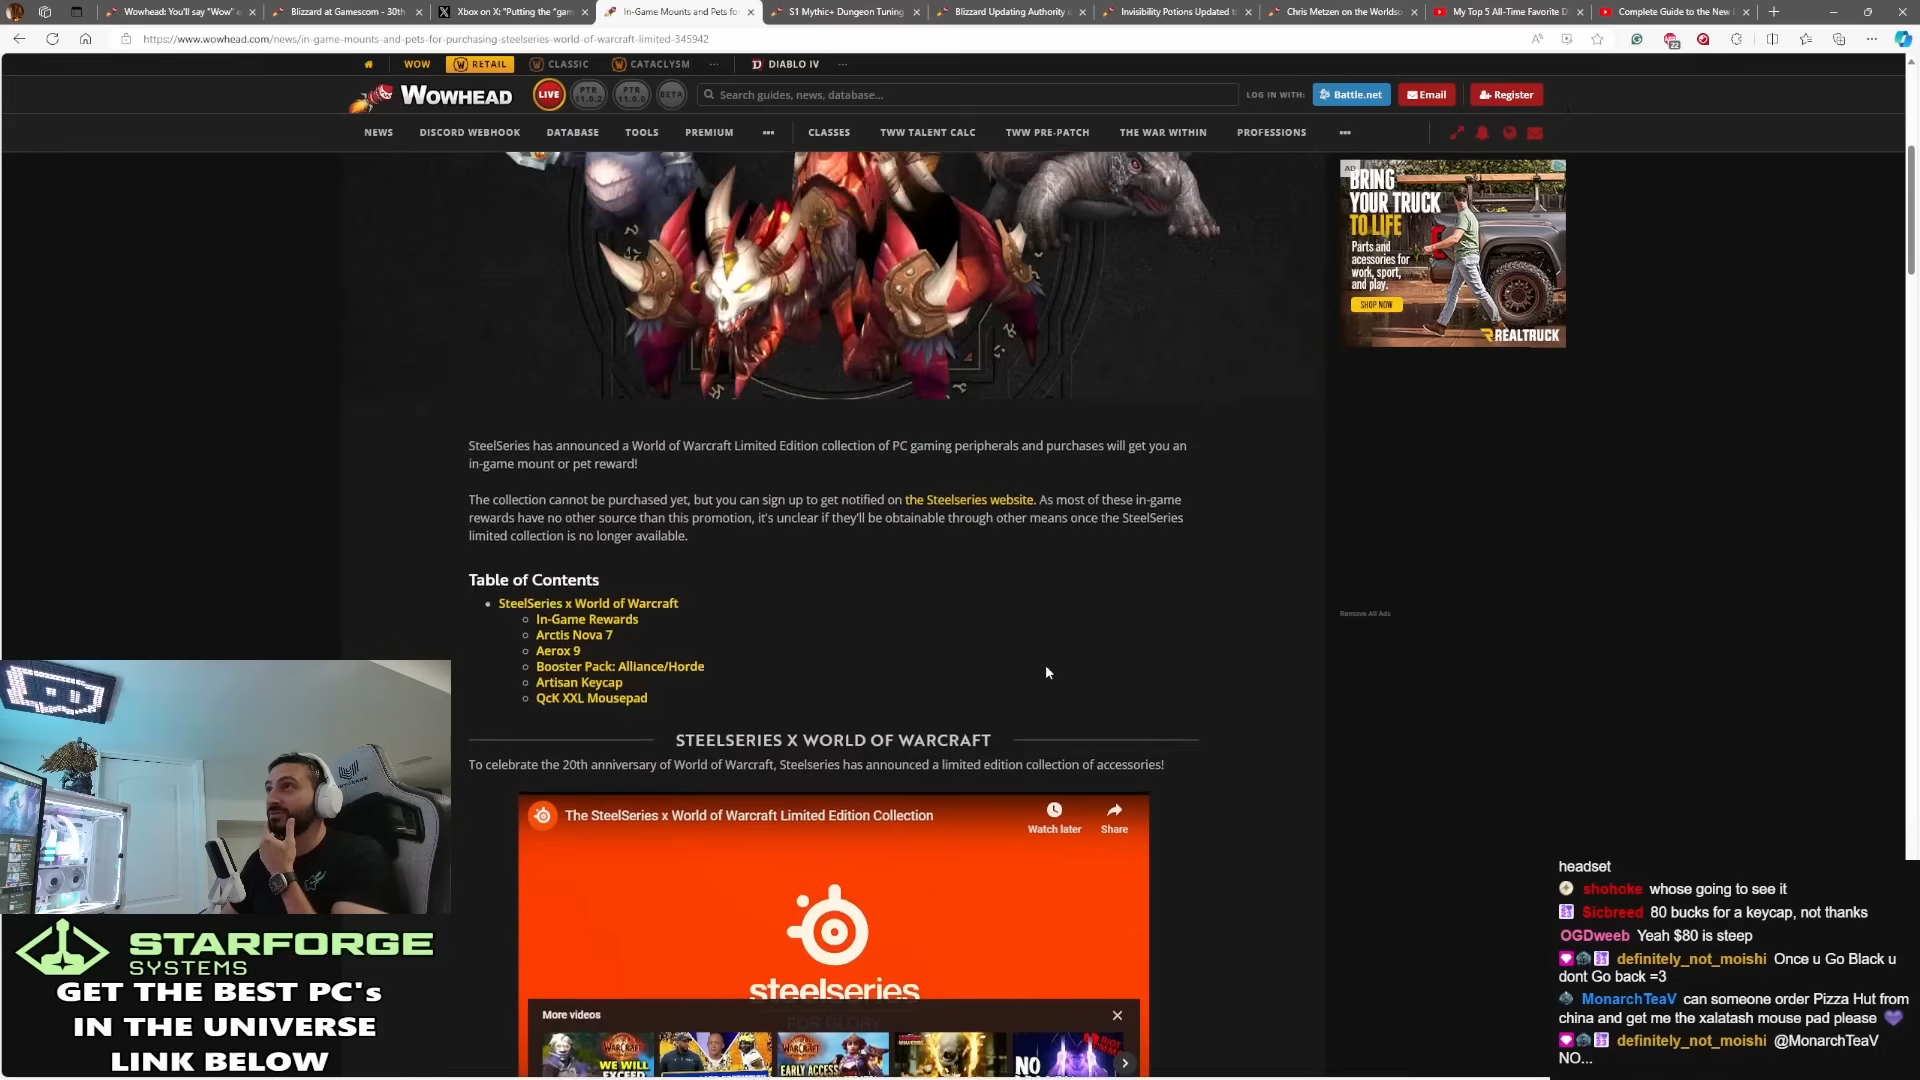 Wowhead: You'll say "Wow" e
Blizzard at Gamescom - 30th
Xbox on X: "Putting the "gam
In-Game Mounts and Pets for
S1 Mythic+ Dungeon Tuning
Blizzard Updating Authority c
Invisibility Potions Updated t
Chris Metzen on the Worldso
My Top 5 All-Time Favorite D
Complete Guide to the New
https://www.wowhead.com/news/in-game-mounts-and-pets-for-purchasing-steelseries-world-of-warcraft-limited-345942
22
WOW
RETAIL
CLASSIC
CATACLYSM
DIABLO IV
WOWHEAD
LIVE
PTR 11.0.2
PTR 11.0.0
BETA
Search guides, news, database...
LOG IN WITH:
Battle.net
Email
Register
NEWS
DISCORD WEBHOOK
DATABASE
TOOLS
PREMIUM
CLASSES
TWW TALENT CALC
TWW PRE-PATCH
THE WAR WITHIN
PROFESSIONS
AD
BRING
YOUR TRUCK
TO LIFE
Parts and
accessories for
work, sport,
and play.
SHOP NOW
REALTRUCK
Remove All Ads
SteelSeries has announced a World of Warcraft Limited Edition collection of PC gaming peripherals and purchases will get you an
in-game mount or pet reward!
The collection cannot be purchased yet, but you can sign up to get notified on the Steelseries website. As most of these in-game
rewards have no other source than this promotion, it's unclear if they'll be obtainable through other means once the SteelSeries
limited collection is no longer available.
Table of Contents
SteelSeries x World of Warcraft
In-Game Rewards
Arctis Nova 7
Aerox 9
Booster Pack: Alliance/Horde
Artisan Keycap
QcK XXL Mousepad
STEELSERIES X WORLD OF WARCRAFT
To celebrate the 20th anniversary of World of Warcraft, Steelseries has announced a limited edition collection of accessories!
The SteelSeries x World of Warcraft Limited Edition Collection
Watch later
Share
steelseries
FOR GLORY
More videos
WARCRAFT
WE WILL
EXCEED
WARCRAFT
EARLY ACCESS
NO
STARFORGE
SYSTEMS
GET THE BEST PC's
IN THE UNIVERSE
LINK BELOW
headset
shohoke whose going to see it
Sicbreed 80 bucks for a keycap, not thanks
OGDweeb Yeah $80 is steep
definitely_not_moishi Once u Go Black u
dont Go back =3
MonarchTeaV can someone order Pizza Hut from
china and get me the xalatash mouse pad please
definitely_not_moishi @MonarchTeaV
NO...